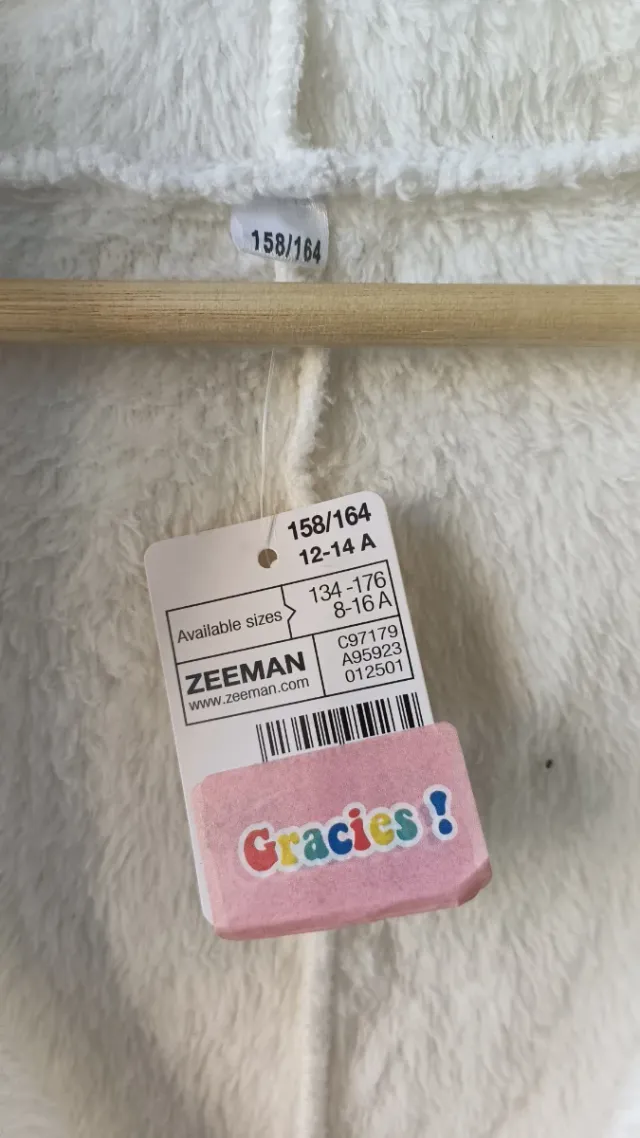 158/164
158/164
12-14 A
Available sizes
134-176
8-16 A
ZEEMAN
www.zeeman.com
C97179
A95923
012501
Gracies !